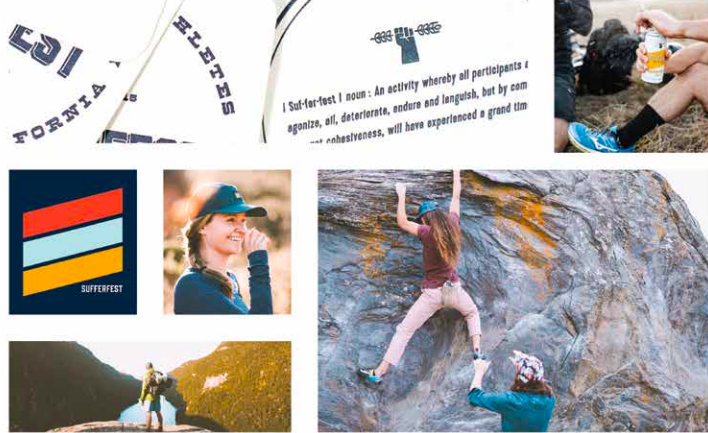 FORNIA
HLETES
| Suf·fer·fest | noun : An activity whereby all participants
agonize, ail, deteriorate, endure and languish, but by com
cohesiveness, will have experienced a grand tim
SUFFERFEST